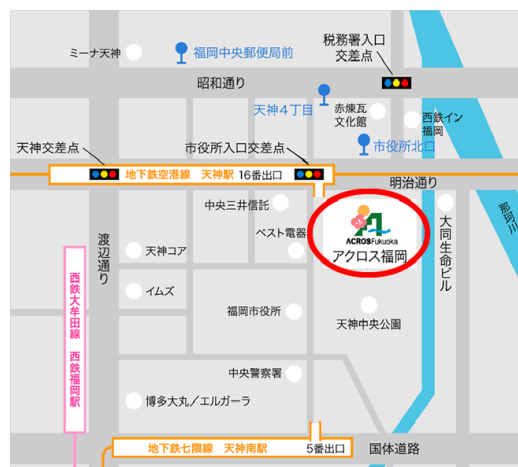 ミーナ天神
福岡中央郵便局前
税務署入口
交差点
昭和通り
天神4丁目
赤煉瓦
文化館
西鉄イン
福岡
市役所北口
天神交差点
市役所入口交差点
地下鉄空港線 天神駅 16番出口
明治通り
中央三井信託
ACROS Fukuoka
アクロス福岡
ベスト電器
渡辺通り
天神コア
イムズ
福岡市役所
天神中央公園
大同生命ビル
那珂川
西鉄大牟田線 西鉄福岡駅
中央警察署
博多大丸/エルガーラ
地下鉄七隈線 天神南駅 5番出口
国体道路